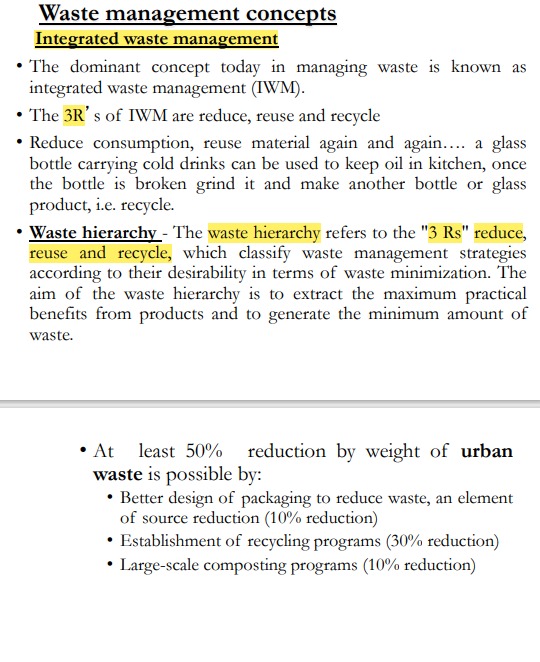 Waste management concepts
Integrated waste management
• The dominant concept today in managing waste is known as
integrated waste management (IWM).
• The 3R's of IWM are reduce, reuse and recycle
• Reduce consumption, reuse material again and again…. a glass
bottle carrying cold drinks can be used to keep oil in kitchen, once
the bottle is broken grind it and make another bottle or glass
product, i.e. recycle.
• Waste hierarchy - The waste hierarchy refers to the "3 Rs" reduce,
reuse and recycle, which classify waste management strategies
according to their desirability in terms of waste minimization. The
aim of the waste hierarchy is to extract the maximum practical
benefits from products and to generate the minimum amount of
waste.
• At least 50% reduction by weight of urban
waste is possible by:
• Better design of packaging to reduce waste, an element
of source reduction (10% reduction)
• Establishment of recycling programs (30% reduction)
• Large-scale composting programs (10% reduction)